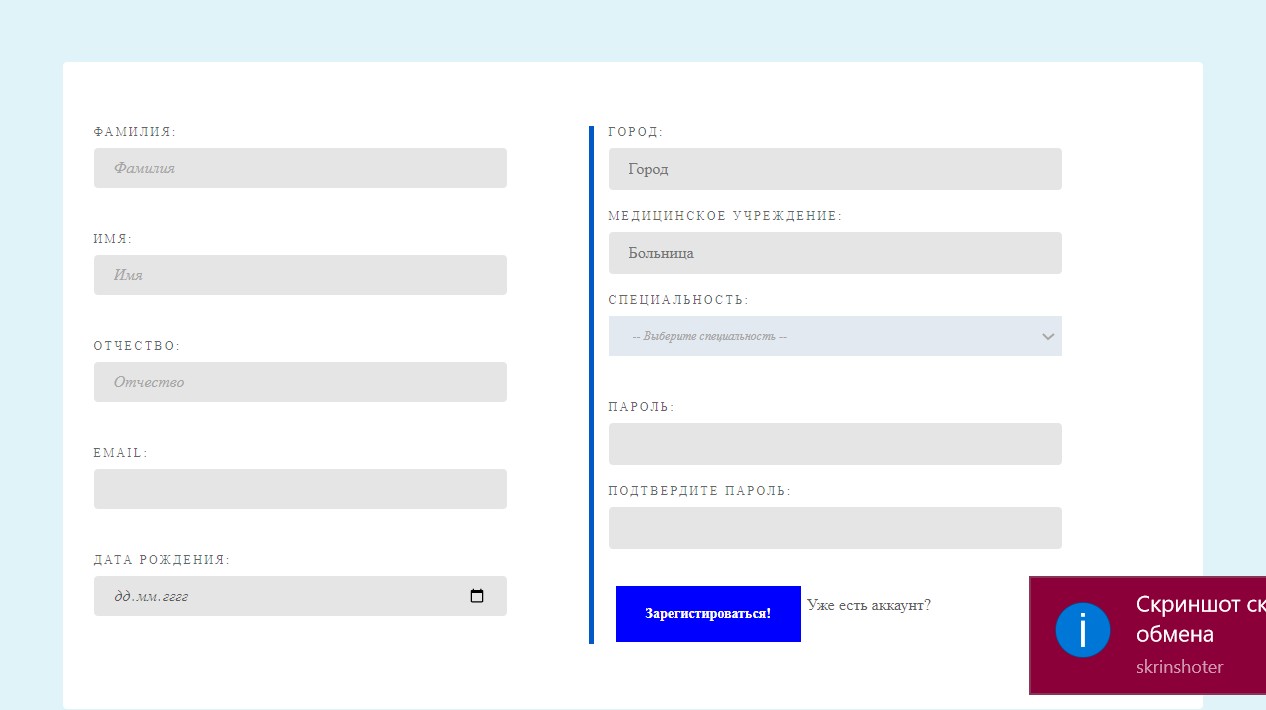 ФАМИЛИЯ:
Фамилия
ИМЯ:
Имя
ОТЧЕСТВО:
Отчество
EMAIL:
ДАТА РОЖДЕНИЯ:
дд.мм.гггг
ГОРОД:
Город
МЕДИЦИНСКОЕ УЧРЕЖДЕНИЕ:
Больница
СПЕЦИАЛЬНОСТЬ:
-- Выберите специальность --
ПАРОЛЬ:
ПОДТВЕРДИТЕ ПАРОЛЬ:
Зарегистироваться!
Уже есть аккаунт?
Скриншот ск
обмена
skrinshoter